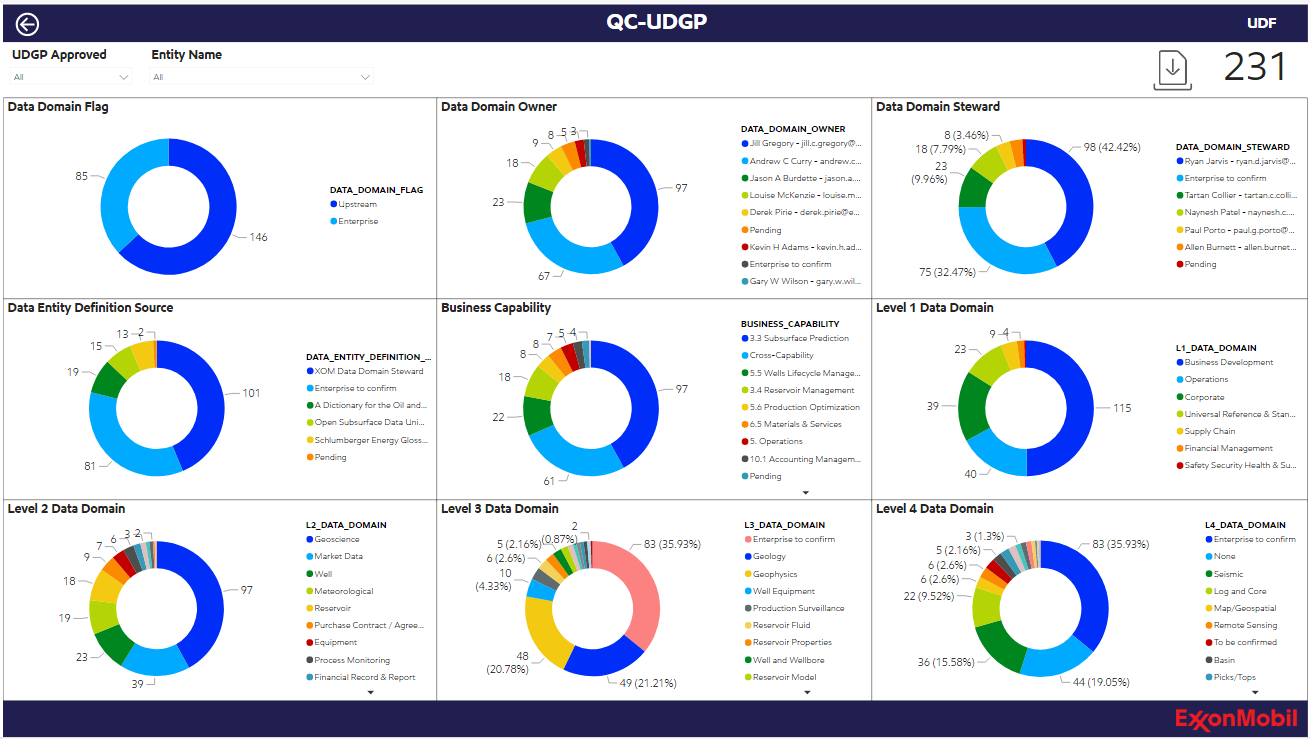 QC-UDGP
UDF
UDGP Approved
Entity Name
All
All
231
Data Domain Flag
85
146
DATA_DOMAIN_FLAG
Upstream
Enterprise
Data Domain Owner
3
5
8
9
18
23
67
97
DATA_DOMAIN_OWNER
Jill Gregory - jill.c.gregory@...
Andrew C Curry - andrew.c...
Jason A Burdette - jason.a....
Louise McKenzie - louise.m...
Derek Pirie - derek.pirie@e...
Pending
Kevin H Adams - kevin.h.ad...
Enterprise to confirm
Gary W Wilson - gary.w.wil...
Data Domain Steward
8 (3.46%)
18 (7.79%)
23
(9.96%)
75 (32.47%)
98 (42.42%)
DATA_DOMAIN_STEWARD
Ryan Jarvis - ryan.d.jarvis@...
Enterprise to confirm
Tartan Collier - tartan.c.colli...
Naynesh Patel - naynesh.c....
Paul Porto - paul.g.porto@...
Allen Burnett - allen.burnet...
Pending
Data Entity Definition Source
2
13
15
19
81
101
DATA_ENTITY_DEFINITION_...
XOM Data Domain Steward
Enterprise to confirm
A Dictionary for the Oil and...
Open Subsurface Data Uni...
Schlumberger Energy Gloss...
Pending
Business Capability
4
5
7
8
8
18
22
61
97
BUSINESS_CAPABILITY
3.3 Subsurface Prediction
Cross-Capability
5.5 Wells Lifecycle Manage...
3.4 Reservoir Management
5.6 Production Optimization
6.5 Materials & Services
5. Operations
10.1 Accounting Managem...
Pending
Level 1 Data Domain
4
9
23
39
40
115
L1_DATA_DOMAIN
Business Development
Operations
Corporate
Universal Reference & Stan...
Supply Chain
Financial Management
Safety Security Health & Su...
Level 2 Data Domain
2
3
6
7
9
18
19
23
39
97
L2_DATA_DOMAIN
Geoscience
Market Data
Well
Meteorological
Reservoir
Purchase Contract / Agree...
Equipment
Process Monitoring
Financial Record & Report
Level 3 Data Domain
2
(0.87%)
5 (2.16%)
6 (2.6%)
10
(4.33%)
48
(20.78%)
49 (21.21%)
83 (35.93%)
L3_DATA_DOMAIN
Enterprise to confirm
Geology
Geophysics
Well Equipment
Production Surveillance
Reservoir Fluid
Reservoir Properties
Well and Wellbore
Reservoir Model
Level 4 Data Domain
3 (1.3%)
5 (2.16%)
6 (2.6%)
6 (2.6%)
22 (9.52%)
36 (15.58%)
44 (19.05%)
83 (35.93%)
L4_DATA_DOMAIN
Enterprise to confirm
None
Seismic
Log and Core
Map/Geospatial
Remote Sensing
To be confirmed
Basin
Picks/Tops
ExxonMobil